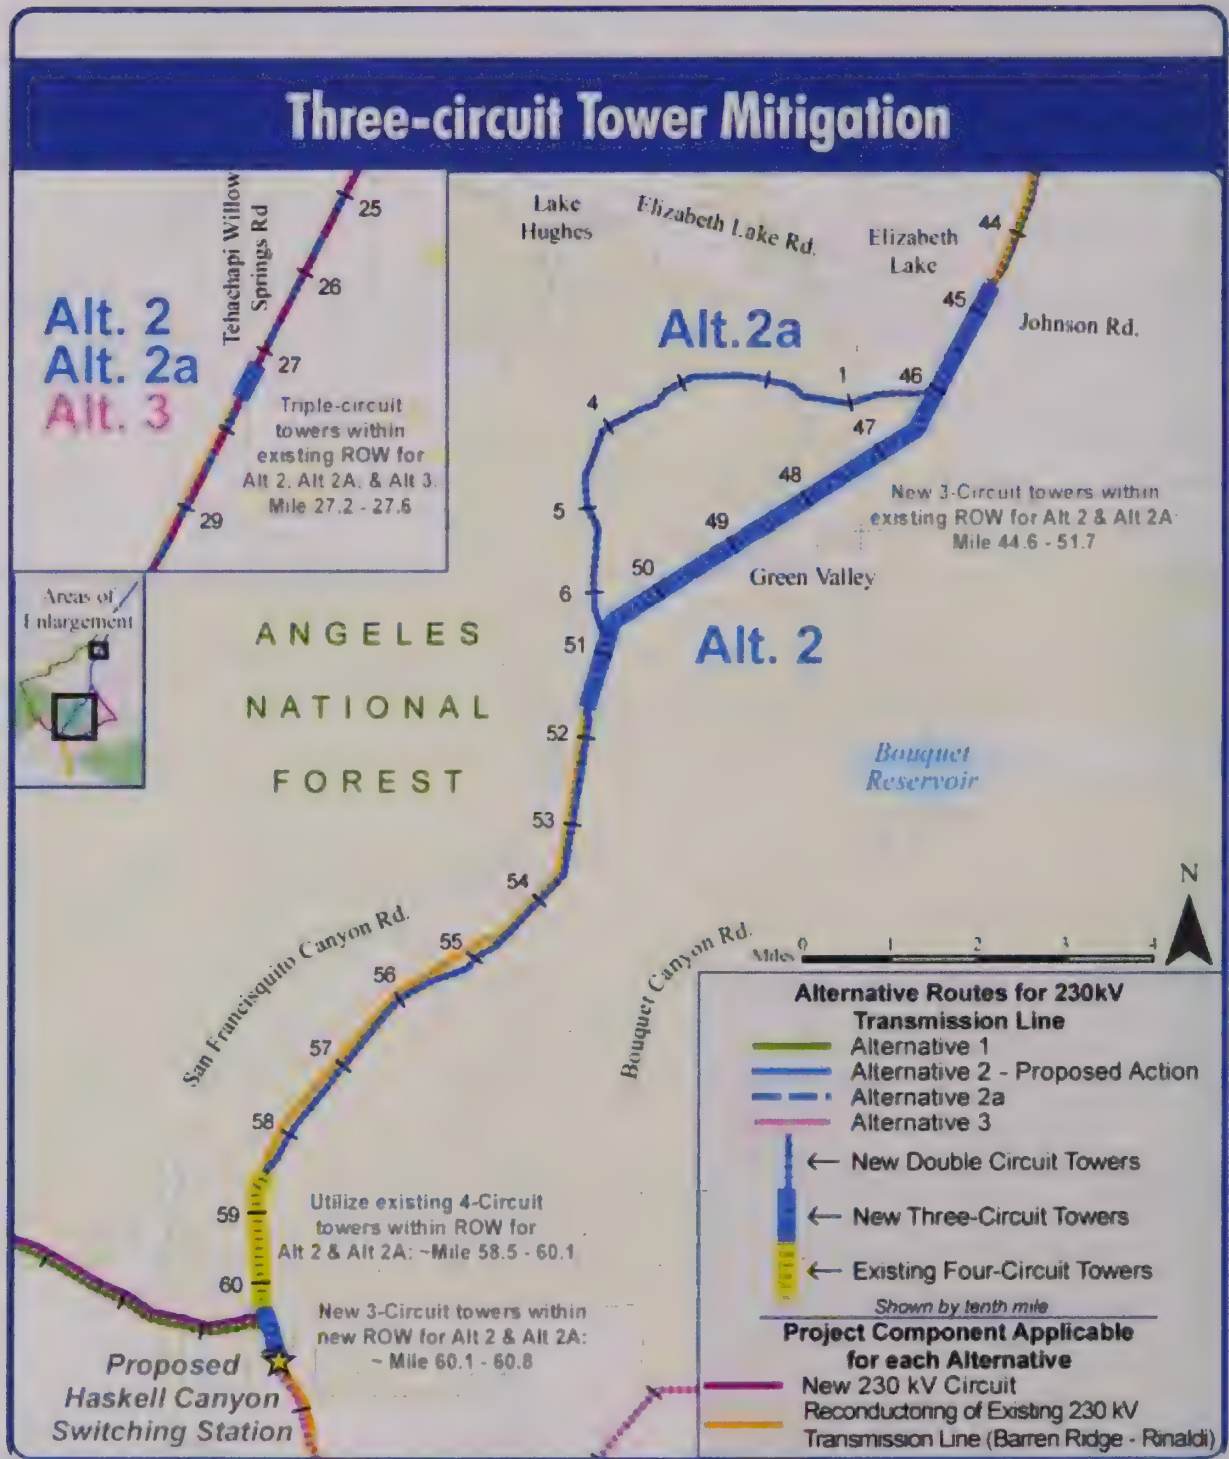 Three-circuit Tower Mitigation
Tehachapi Willow
Springs Rd
25
26
27
29
Alt. 2
Alt. 2a
Alt. 3
Triple-circuit
towers within
existing ROW for
Alt 2, Alt 2A, & Alt 3.
Mile 27.2 - 27.6
Areas of
Enlargement
Lake
Hughes
Elizabeth Lake Rd.
Elizabeth
Lake
44
45
Johnson Rd.
Alt.2a
1
46
4
47
48
5
49
New 3-Circuit towers within
existing ROW for Alt 2 & Alt 2A
Mile 44.6 - 51.7
50
Green Valley
6
51
Alt. 2
ANGELES
NATIONAL
FOREST
52
Bouquet
Reservoir
53
54
San Francisquito Canyon Rd.
55
56
Bouquet Canyon Rd.
57
58
N
Miles 0 1 2 3 4
59
Utilize existing 4-Circuit
towers within ROW for
Alt 2 & Alt 2A: ~Mile 58.5 - 60.1
60
New 3-Circuit towers within
new ROW for Alt 2 & Alt 2A:
~ Mile 60.1 - 60.8
Proposed
Haskell Canyon
Switching Station
Alternative Routes for 230kV
Transmission Line
Alternative 1
Alternative 2 - Proposed Action
Alternative 2a
Alternative 3
← New Double Circuit Towers
← New Three-Circuit Towers
← Existing Four-Circuit Towers
Shown by tenth mile
Project Component Applicable
for each Alternative
New 230 kV Circuit
Reconductoring of Existing 230 kV
Transmission Line (Barren Ridge - Rinaldi)